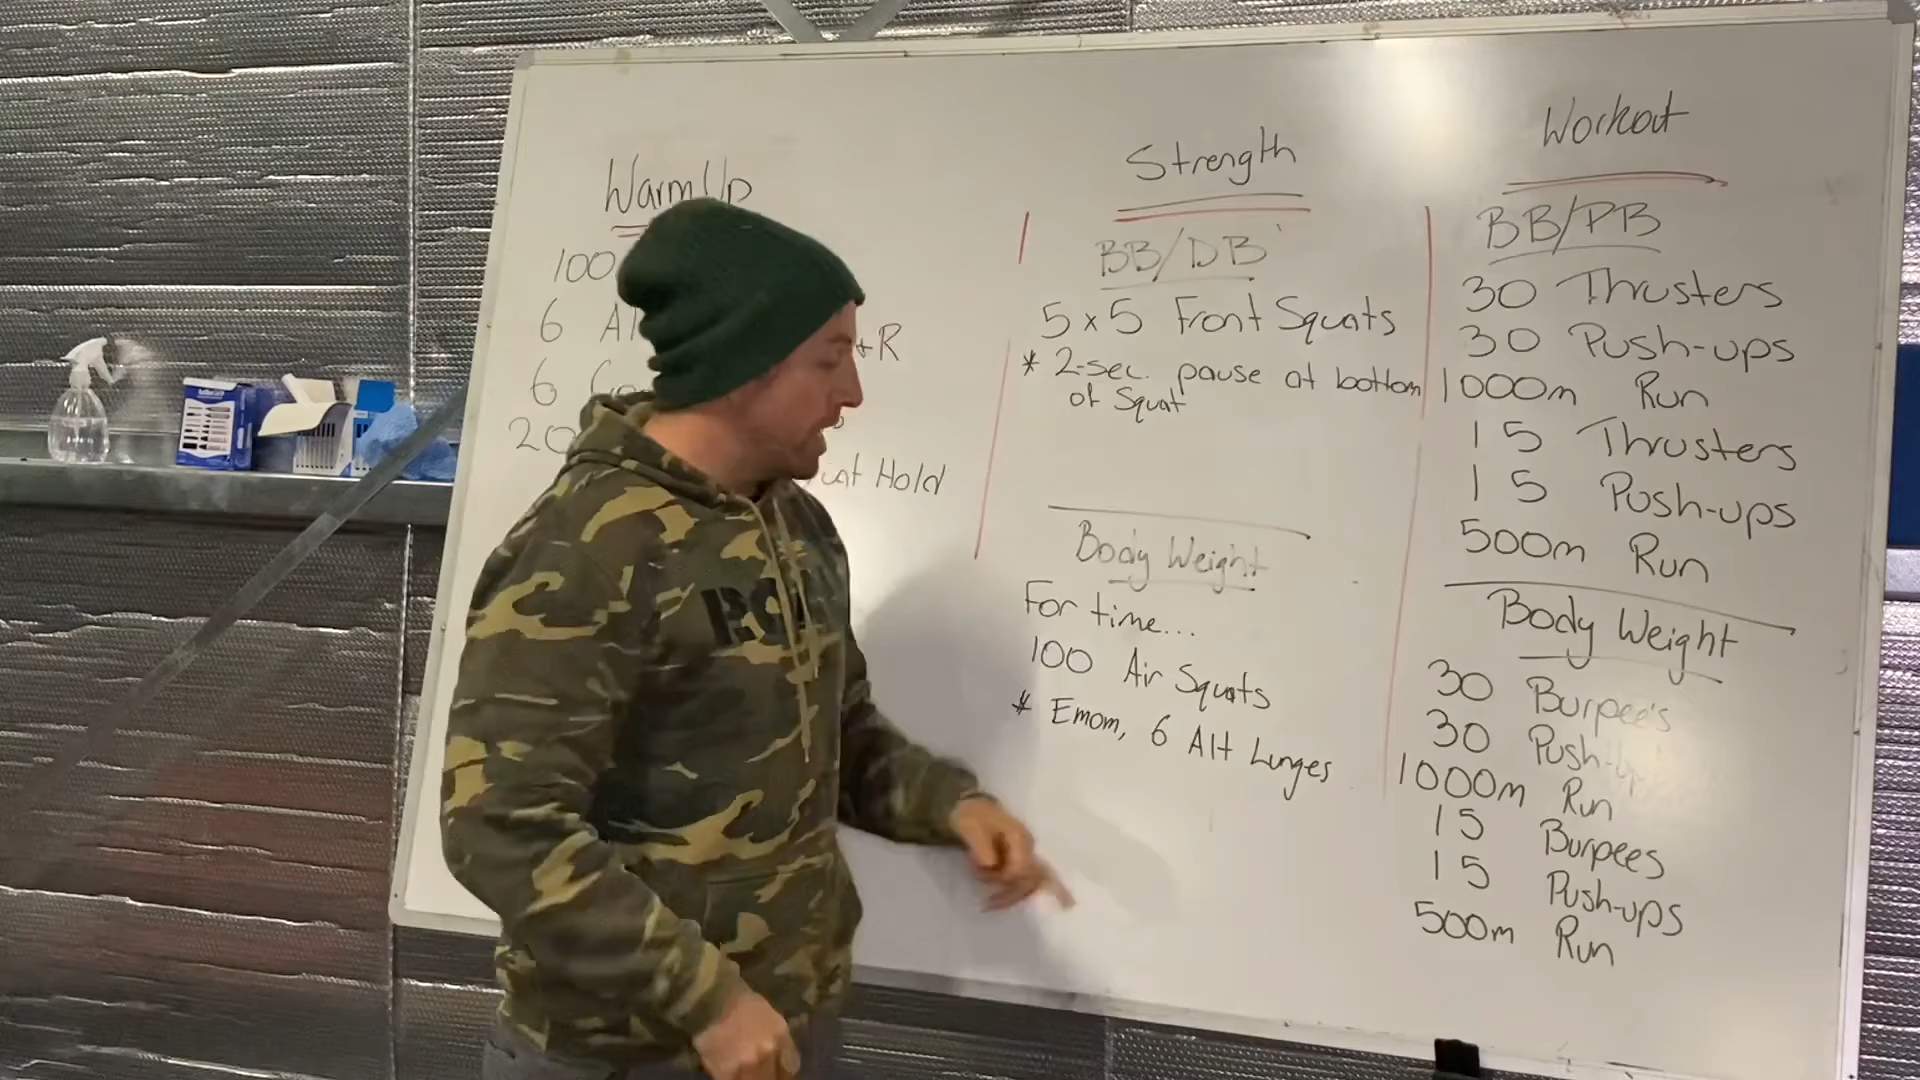 Warm Up
100
6
+R
6
20
Hold
Strength
BB/DB
5 x 5 Front Squats
* 2-sec. pause at bottom
of Squat
Body Weight
For time...
100 Air Squats
* Emom, 6 Alt Lunges
Workout
BB/PB
30 Thrusters
30 Push-ups
1000m Run
15 Thrusters
15 Push-ups
500m Run
Body Weight
30 Burpee's
30 Push-up
1000m Run
15 Burpees
15 Push-ups
500m Run